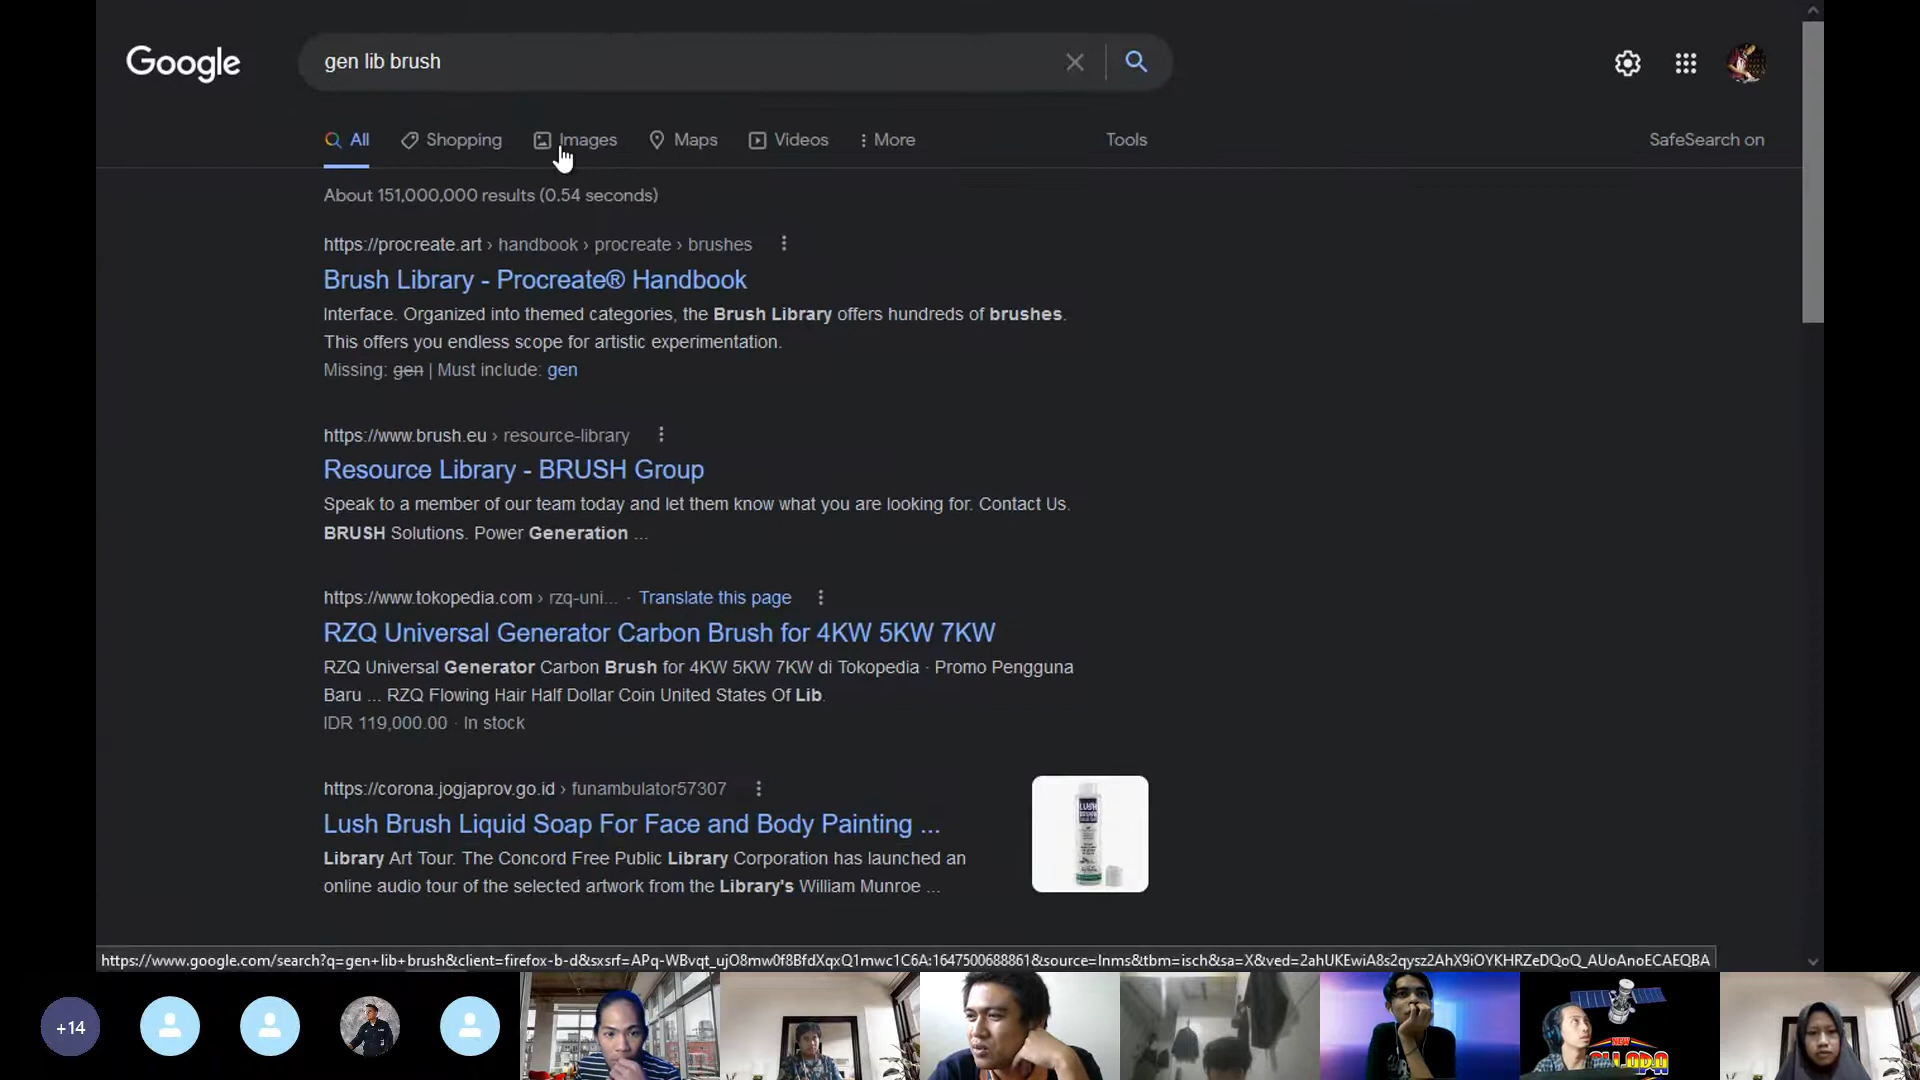 Google
gen lib brush
All
Shopping
Images
Maps
Videos
More
Tools
SafeSearch on
About 151,000,000 results (0.54 seconds)
https://procreate.art › handbook › procreate › brushes
Brush Library - Procreate® Handbook
Interface. Organized into themed categories, the Brush Library offers hundreds of brushes.
This offers you endless scope for artistic experimentation.
Missing: gen | Must include: gen
https://www.brush.eu › resource-library
Resource Library - BRUSH Group
Speak to a member of our team today and let them know what you are looking for. Contact Us.
BRUSH Solutions. Power Generation ...
https://www.tokopedia.com › rzq-uni... · Translate this page
RZQ Universal Generator Carbon Brush for 4KW 5KW 7KW
RZQ Universal Generator Carbon Brush for 4KW 5KW 7KW di Tokopedia · Promo Pengguna
Baru ... RZQ Flowing Hair Half Dollar Coin United States Of Lib.
IDR 119,000.00 · In stock
https://corona.jogjaprov.go.id › funambulator57307
Lush Brush Liquid Soap For Face and Body Painting ...
Library Art Tour. The Concord Free Public Library Corporation has launched an
online audio tour of the selected artwork from the Library's William Munroe ...
LUSH
BRUSH
https://www.google.com/search?q=gen+lib+brush&client=firefox-b-d&sxsrf=APq-WBvqt_ujO8mw0f8BfdXqxQ1mwc1C6A:1647500688861&source=lnms&tbm=isch&sa=X&ved=2ahUKEwiA8s2qysz2AhX9iOYKHRZeDQoQ_AUoAnoECAEQBA
+14
NEW